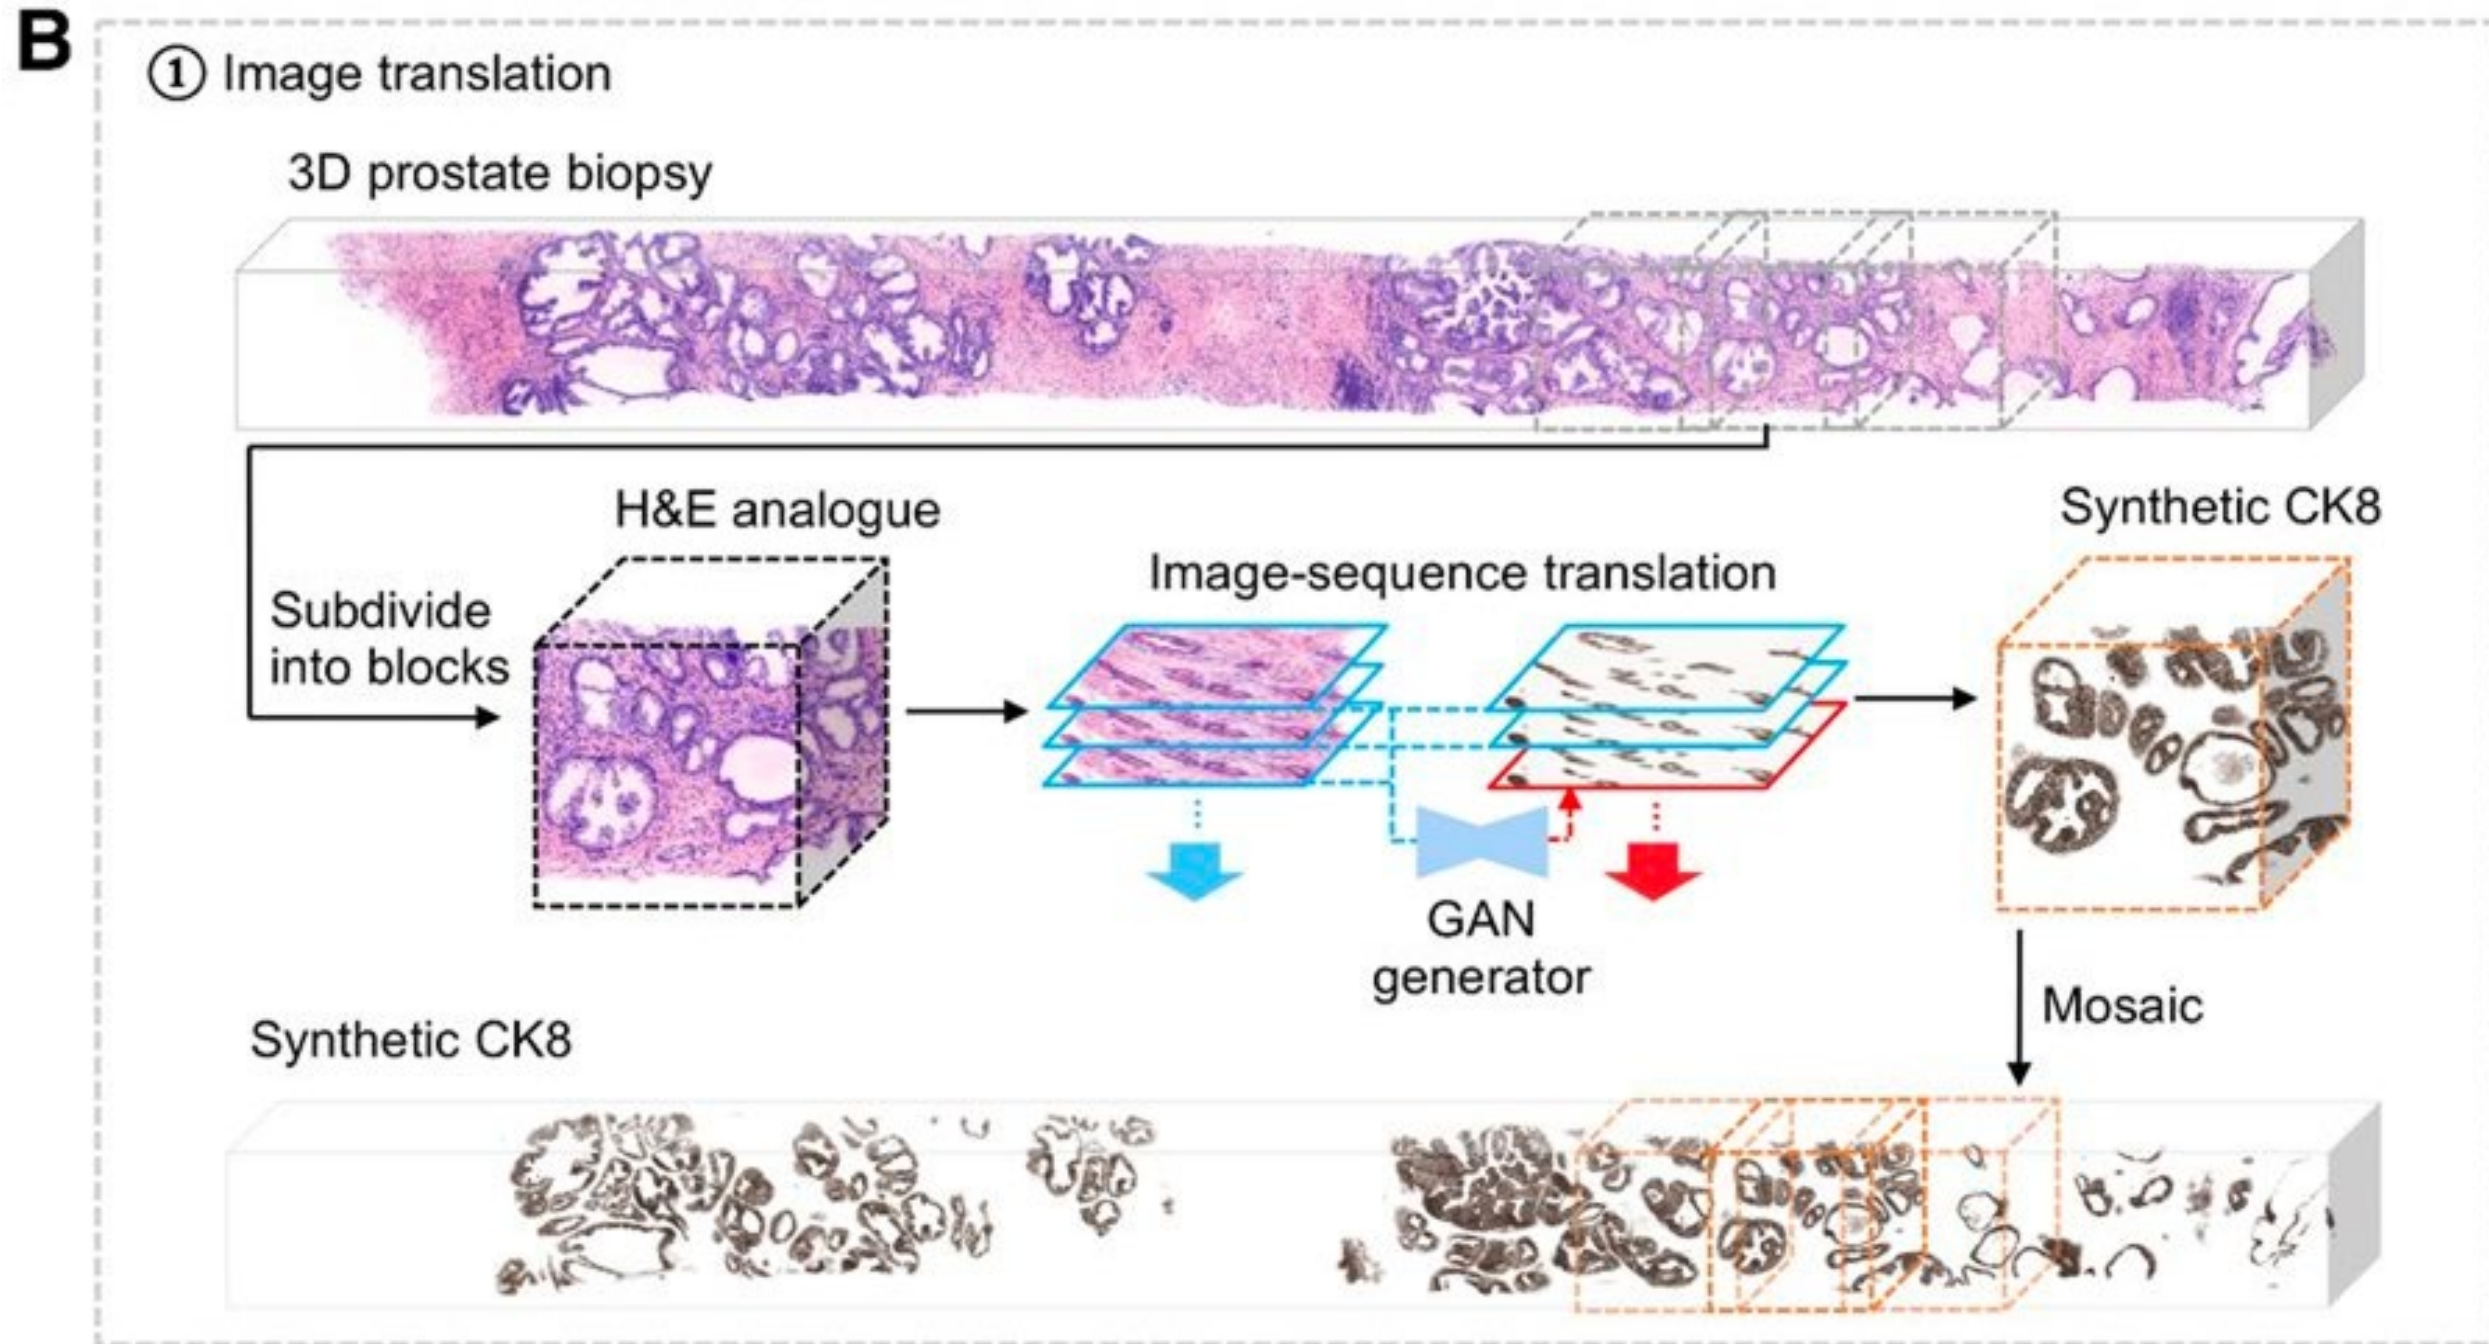 B
① Image translation
3D prostate biopsy
H&E analogue
Synthetic CK8
Image-sequence translation
Subdivide
into blocks
GAN
generator
Mosaic
Synthetic CK8